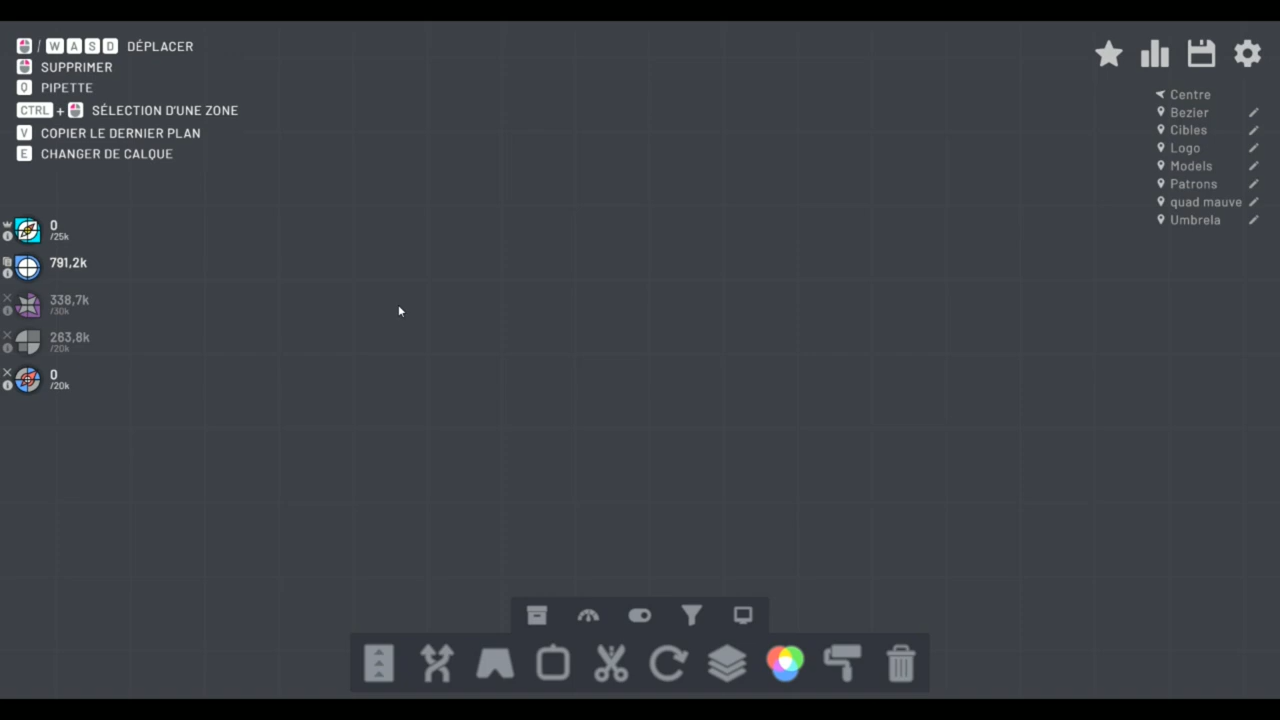 / W A S D DÉPLACER
SUPPRIMER
Q PIPETTE
CTRL + SÉLECTION D'UNE ZONE
V COPIER LE DERNIER PLAN
E CHANGER DE CALQUE
0
/25k
791,2k
338,7k
/30k
263,8k
/20k
0
/20k
Centre
Bezier
Cibles
Logo
Models
Patrons
quad mauve
Umbrela